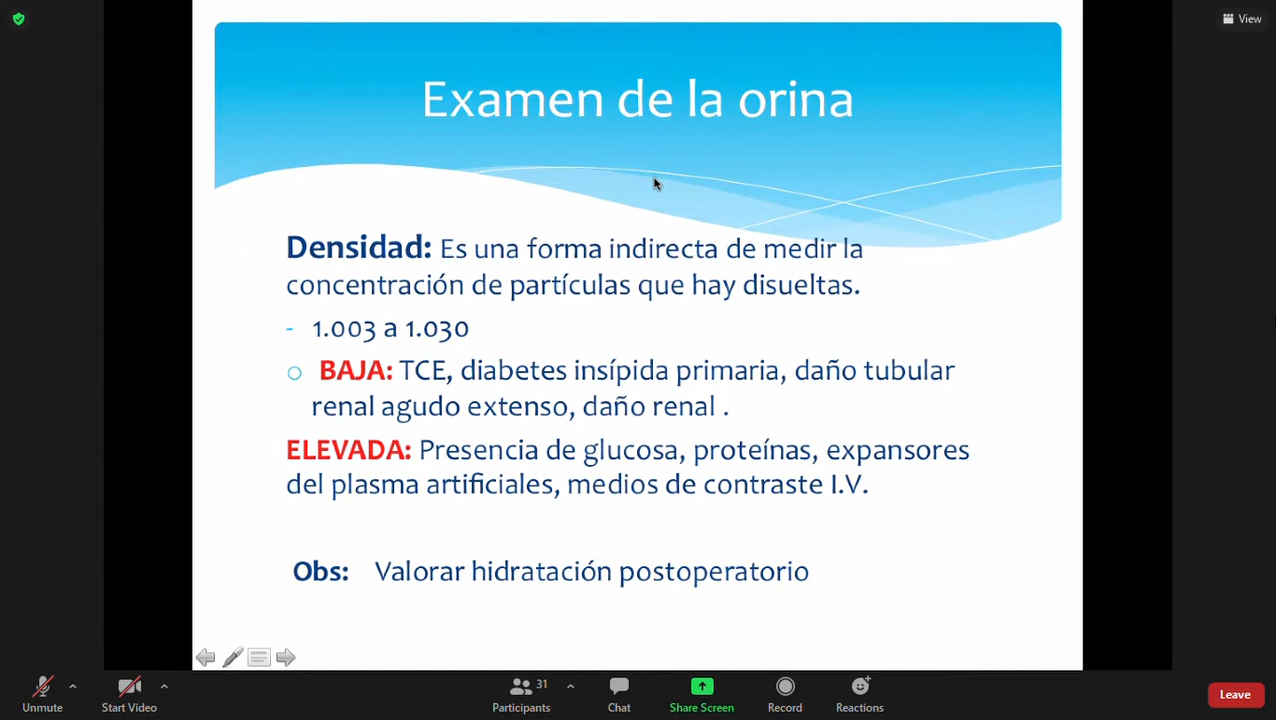 View
Examen de la orina
Densidad: Es una forma indirecta de medir la
concentración de partículas que hay disueltas.
- 1.003 a 1.030
BAJA: TCE, diabetes insípida primaria, daño tubular
renal agudo extenso, daño renal .
ELEVADA: Presencia de glucosa, proteínas, expansores
del plasma artificiales, medios de contraste I.V.
Obs: Valorar hidratación postoperatorio
31
Unmute
Start Video
Participants
Chat
Share Screen
Record
Reactions
Leave